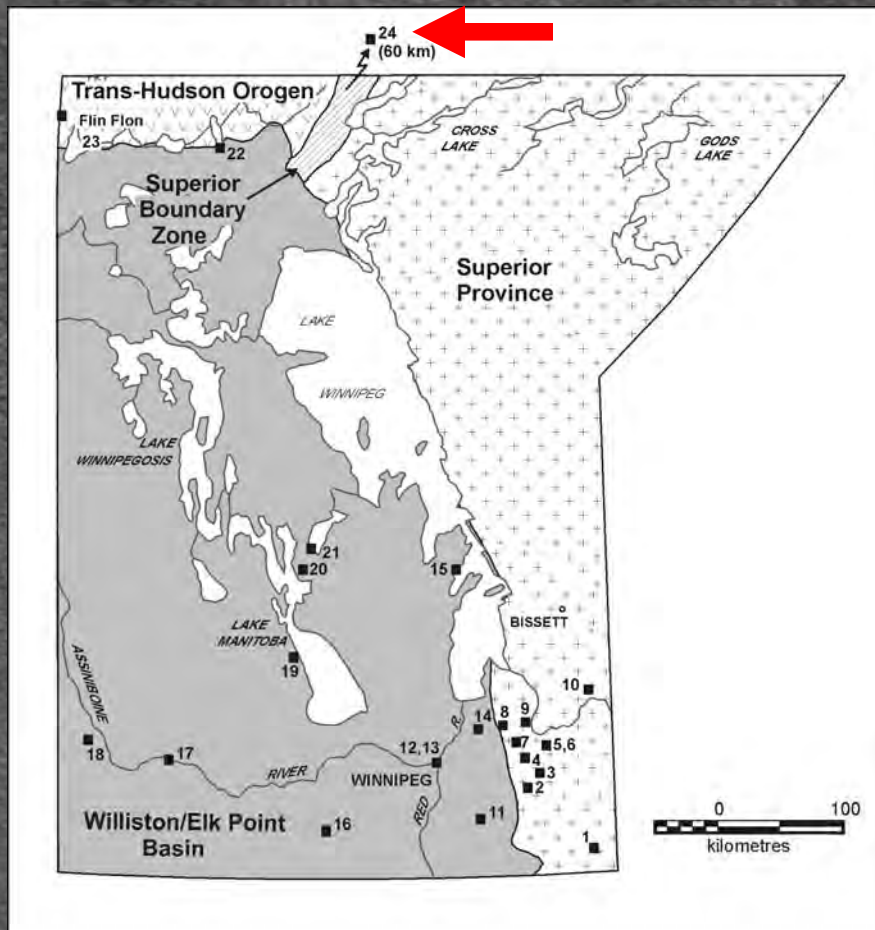 24
(60 km)
Trans-Hudson Orogen
Flin Flon
23
22
CROSS
LAKE
GODS
LAKE
Superior
Boundary
Zone
Superior
Province
LAKE
WINNIPEG
LAKE
WINNIPEGOSIS
21
20
15
BISSETT
LAKE
MANITOBA
19
10
ASSINIBOINE
14
8
9
18
17
12,13
R.
7
5,6
4
RIVER
WINNIPEG
3
2
RED
Williston/Elk Point
Basin
16
11
1
0
100
kilometres